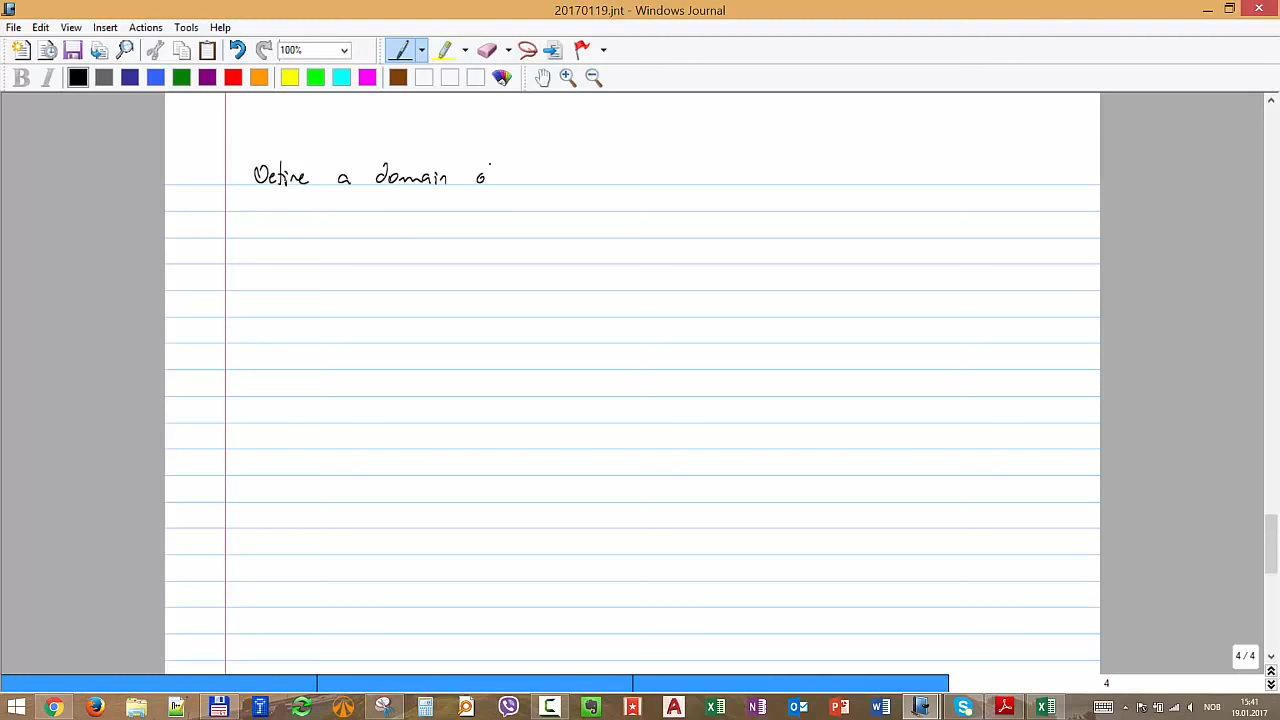 20170119.jnt - Windows Journal
File Edit View Insert Actions Tools Help
100%
B I
Define a domain o
4/4
4
NOB 15:41
19.01.2017